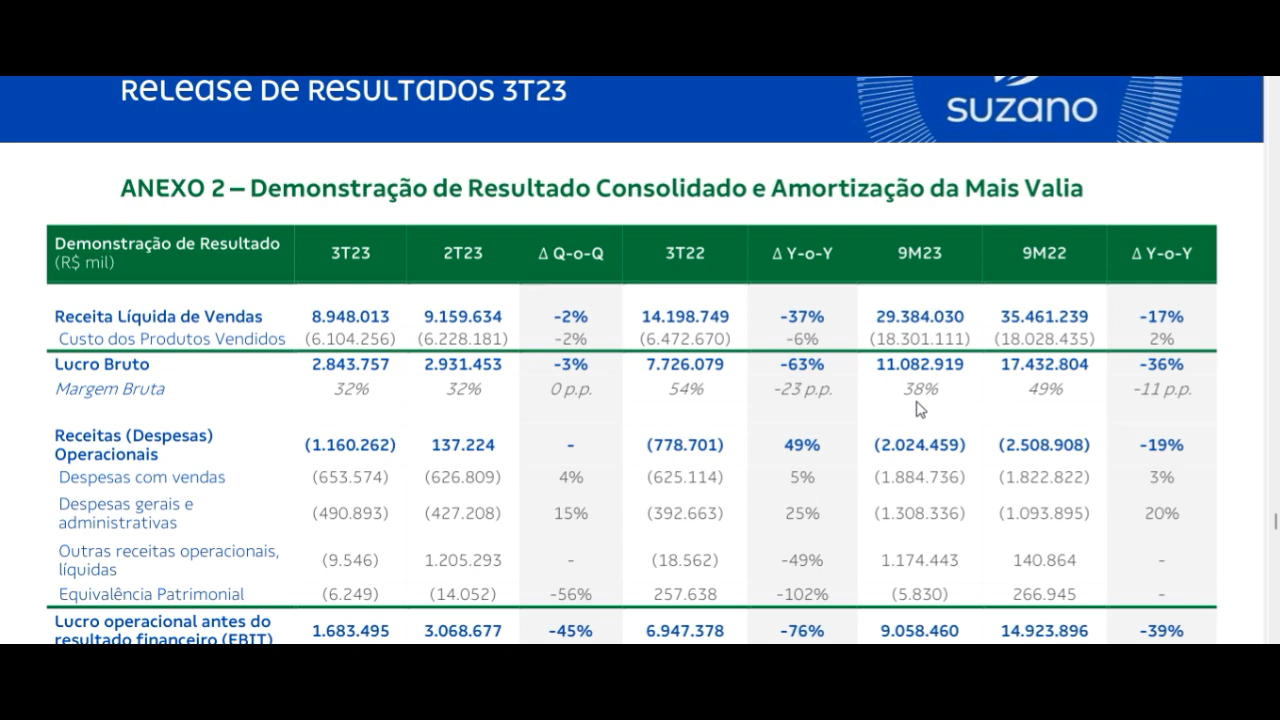 Release de Resultados 3T23
suzano
ANEXO 2 – Demonstração de Resultado Consolidado e Amortização da Mais Valia
Demonstração de Resultado (R$ mil) 3T23 2T23 Δ Q-o-Q 3T22 Δ Y-o-Y 9M23 9M22 Δ Y-o-Y
Receita Líquida de Vendas 8.948.013 9.159.634 -2% 14.198.749 -37% 29.384.030 35.461.239 -17%
Custo dos Produtos Vendidos (6.104.256) (6.228.181) -2% (6.472.670) -6% (18.301.111) (18.028.435) 2%
Lucro Bruto 2.843.757 2.931.453 -3% 7.726.079 -63% 11.082.919 17.432.804 -36%
Margem Bruta 32% 32% 0 p.p. 54% -23 p.p. 38% 49% -11 p.p.
Receitas (Despesas) Operacionais (1.160.262) 137.224 - (778.701) 49% (2.024.459) (2.508.908) -19%
Despesas com vendas (653.574) (626.809) 4% (625.114) 5% (1.884.736) (1.822.822) 3%
Despesas gerais e administrativas (490.893) (427.208) 15% (392.663) 25% (1.308.336) (1.093.895) 20%
Outras receitas operacionais, líquidas (9.546) 1.205.293 - (18.562) -49% 1.174.443 140.864 -
Equivalência Patrimonial (6.249) (14.052) -56% 257.638 -102% (5.830) 266.945 -
Lucro operacional antes do resultado financeiro (EBIT) 1.683.495 3.068.677 -45% 6.947.378 -76% 9.058.460 14.923.896 -39%